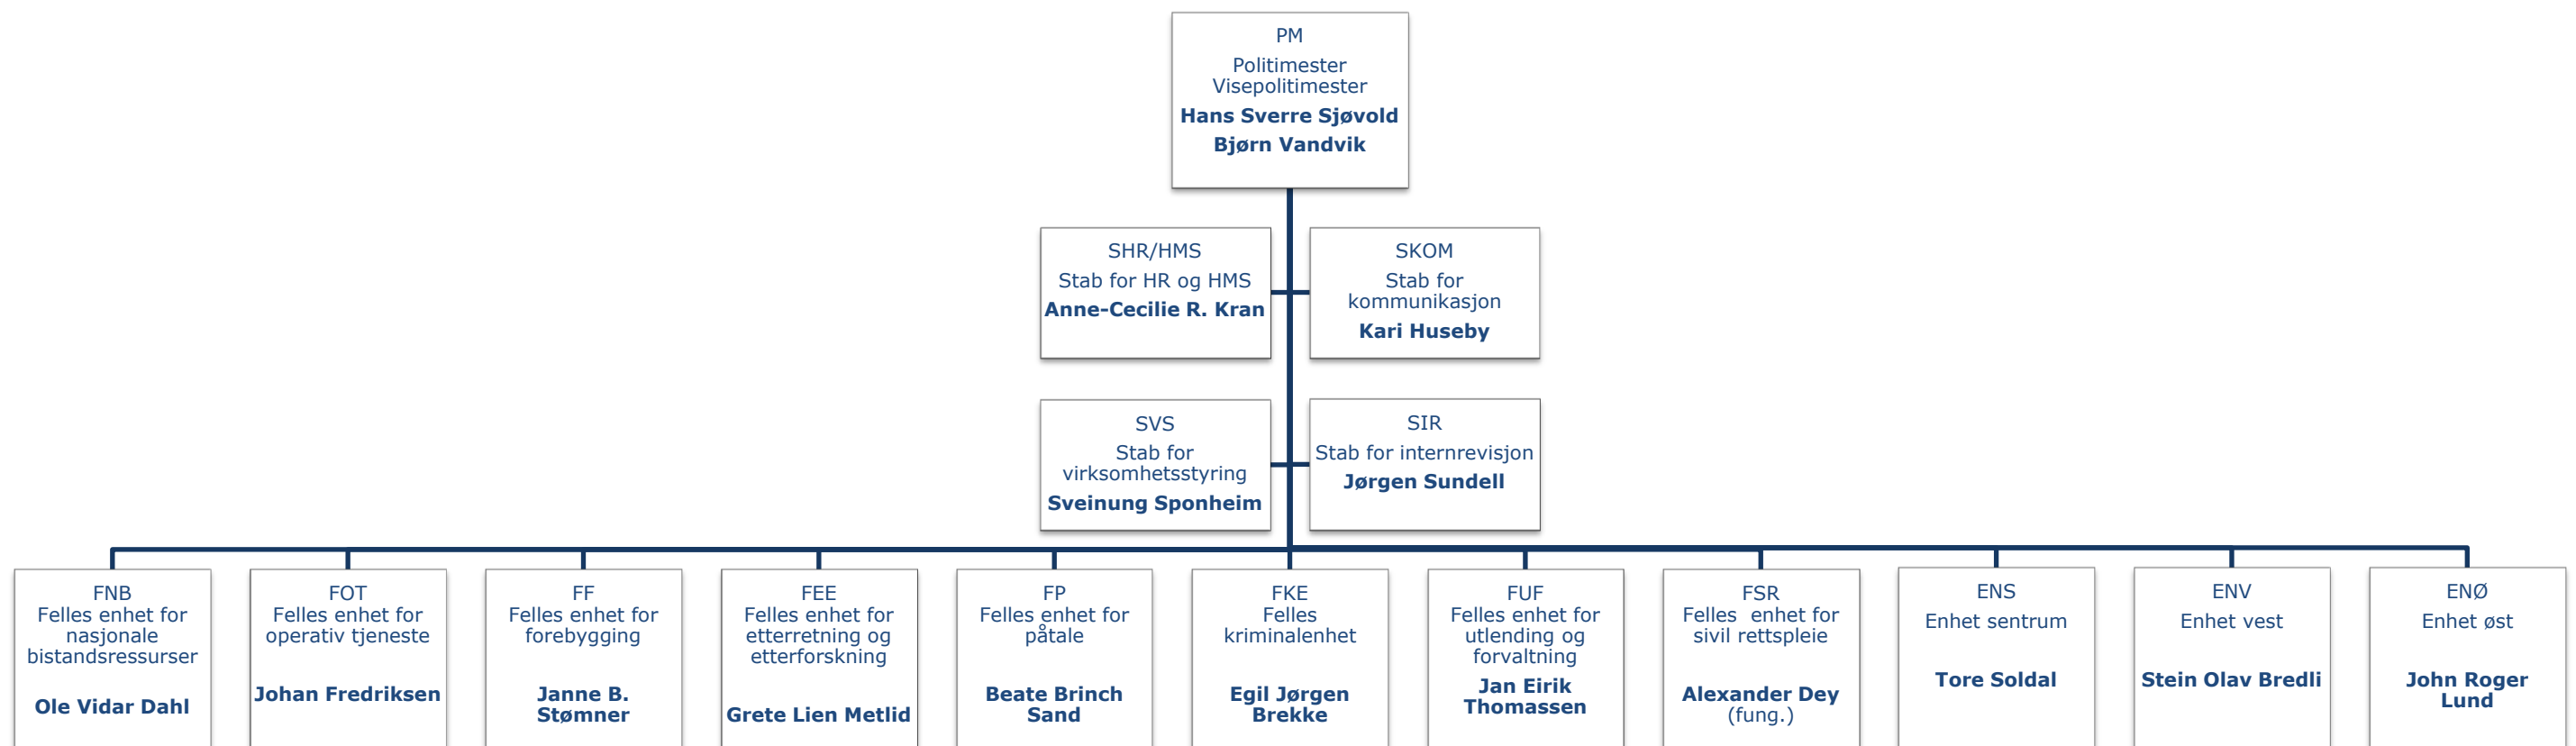 PM
Politimester
Visepolitimester
Hans Sverre Sjøvold
Bjørn Vandvik
SHR/HMS
Stab for HR og HMS
Anne-Cecilie R. Kran
SKOM
Stab for
kommunikasjon
Kari Huseby
SVS
Stab for
virksomhetsstyring
Sveinung Sponheim
SIR
Stab for internrevisjon
Jørgen Sundell
FNB
Felles enhet for
nasjonale
bistandsressurser
Ole Vidar Dahl
FOT
Felles enhet for
operativ tjeneste
Johan Fredriksen
FF
Felles enhet for
forebygging
Janne B.
Stømner
FEE
Felles enhet for
etterretning og
etterforskning
Grete Lien Metlid
FP
Felles enhet for
påtale
Beate Brinch
Sand
FKE
Felles
kriminalenhet
Egil Jørgen
Brekke
FUF
Felles enhet for
utlending og
forvaltning
Jan Eirik
Thomassen
FSR
Felles  enhet for
sivil rettspleie
Alexander Dey
(fung.)
ENS
Enhet sentrum
Tore Soldal
ENV
Enhet vest
Stein Olav Bredli
ENØ
Enhet øst
John Roger
Lund